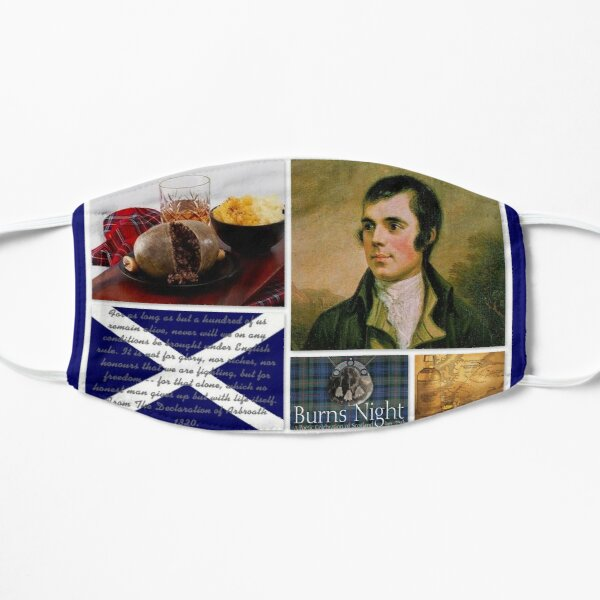 For as long as but a hundred of us
remain alive, never will we on any
conditions be brought under English
rule. It is not for glory, nor riches, nor
honours that we are fighting, but for
freedom for that alone, which no
honest man gives up but with life itself.
From The Declaration of Arbroath
1320.
Burns Night
Celebration of Scotland